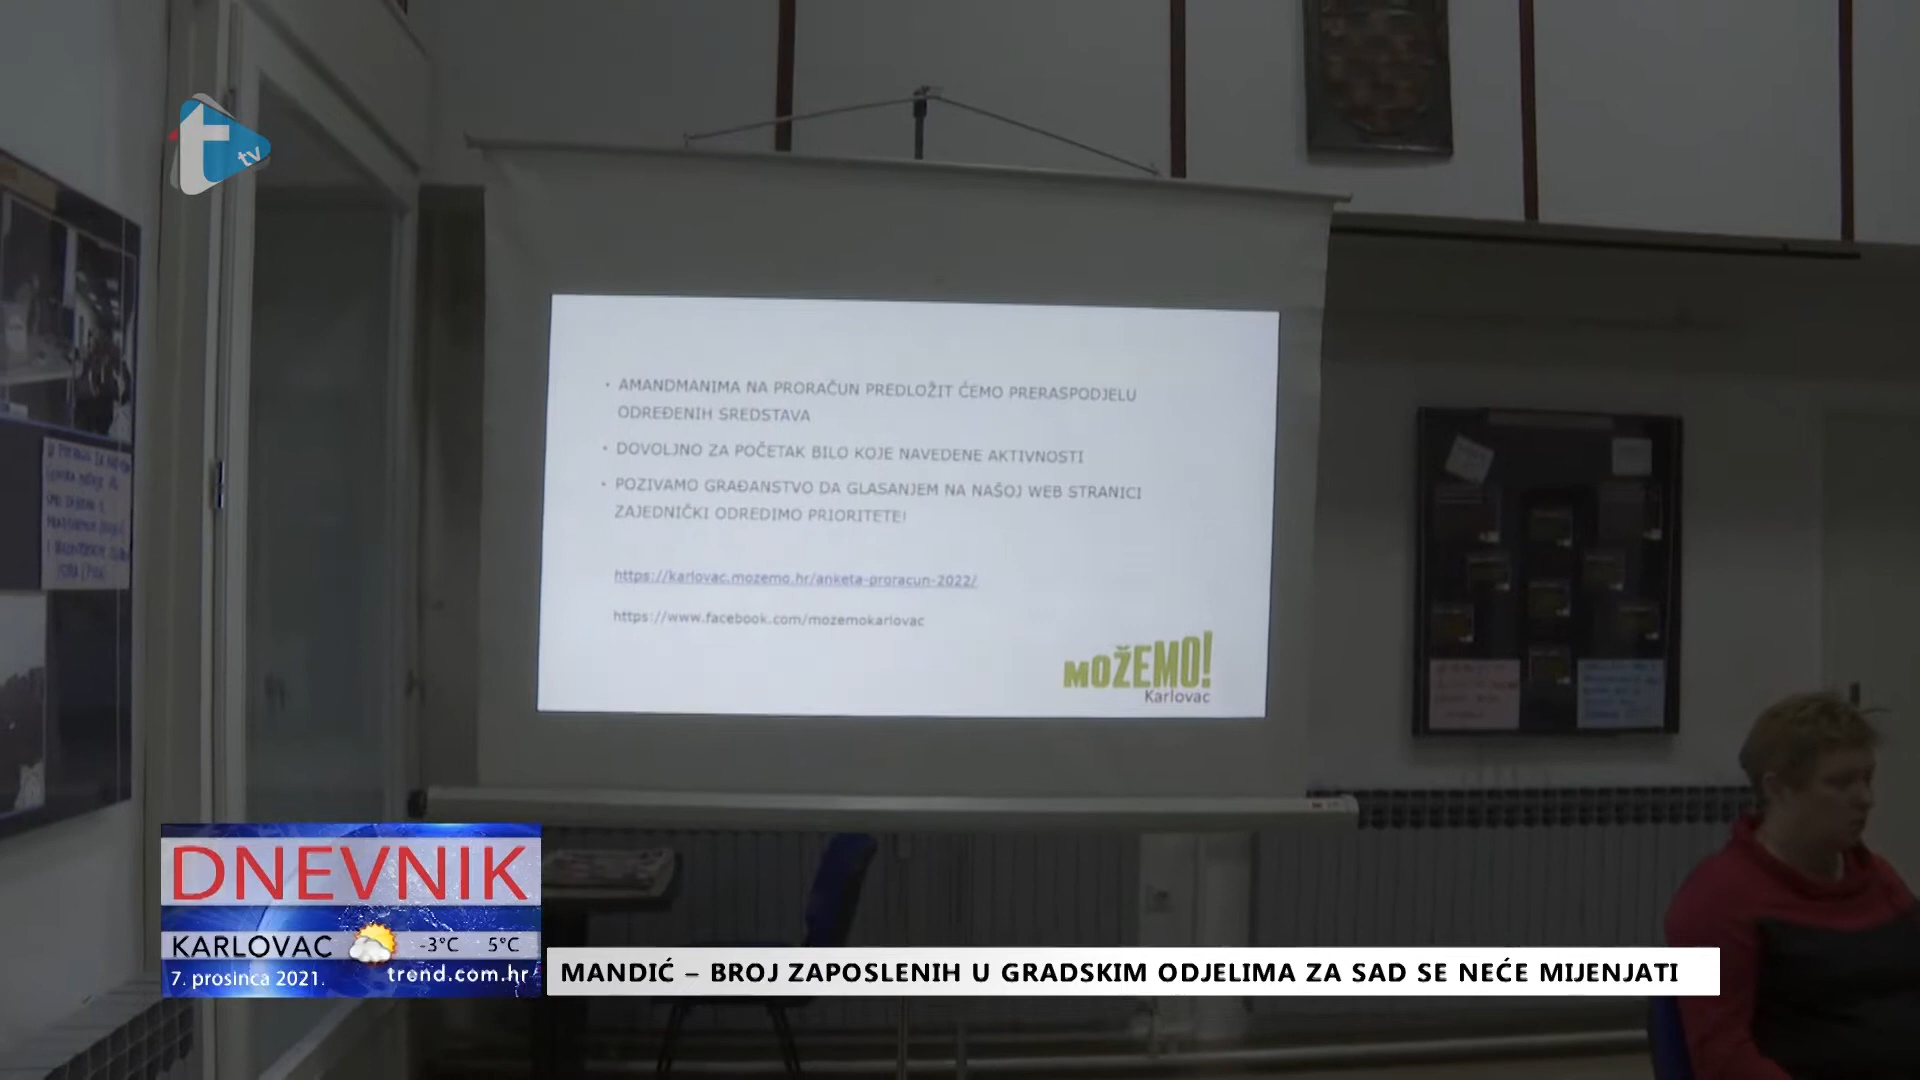 t tv
• AMANDMANIMA NA PRORAČUN PREDLOŽIT ĆEMO PRERASPODJELU
ODREĐENIH SREDSTAVA
• DOVOLJNO ZA POČETAK BILO KOJE NAVEDENE AKTIVNOSTI
• POZIVAMO GRAĐANSTVO DA GLASANJEM NA NAŠOJ WEB STRANICI
ZAJEDNIČKI ODREDIMO PRIORITETE!
https://karlovac.mozemo.hr/anketa-proracun-2022/
https://www.facebook.com/mozemokarlovac
MOŽEMO!
Karlovac
DNEVNIK
KARLOVAC -3°C 5°C
7. prosinca 2021. trend.com.hr
MANDIĆ – BROJ ZAPOSLENIH U GRADSKIM ODJELIMA ZA SAD SE NEĆE MIJENJATI